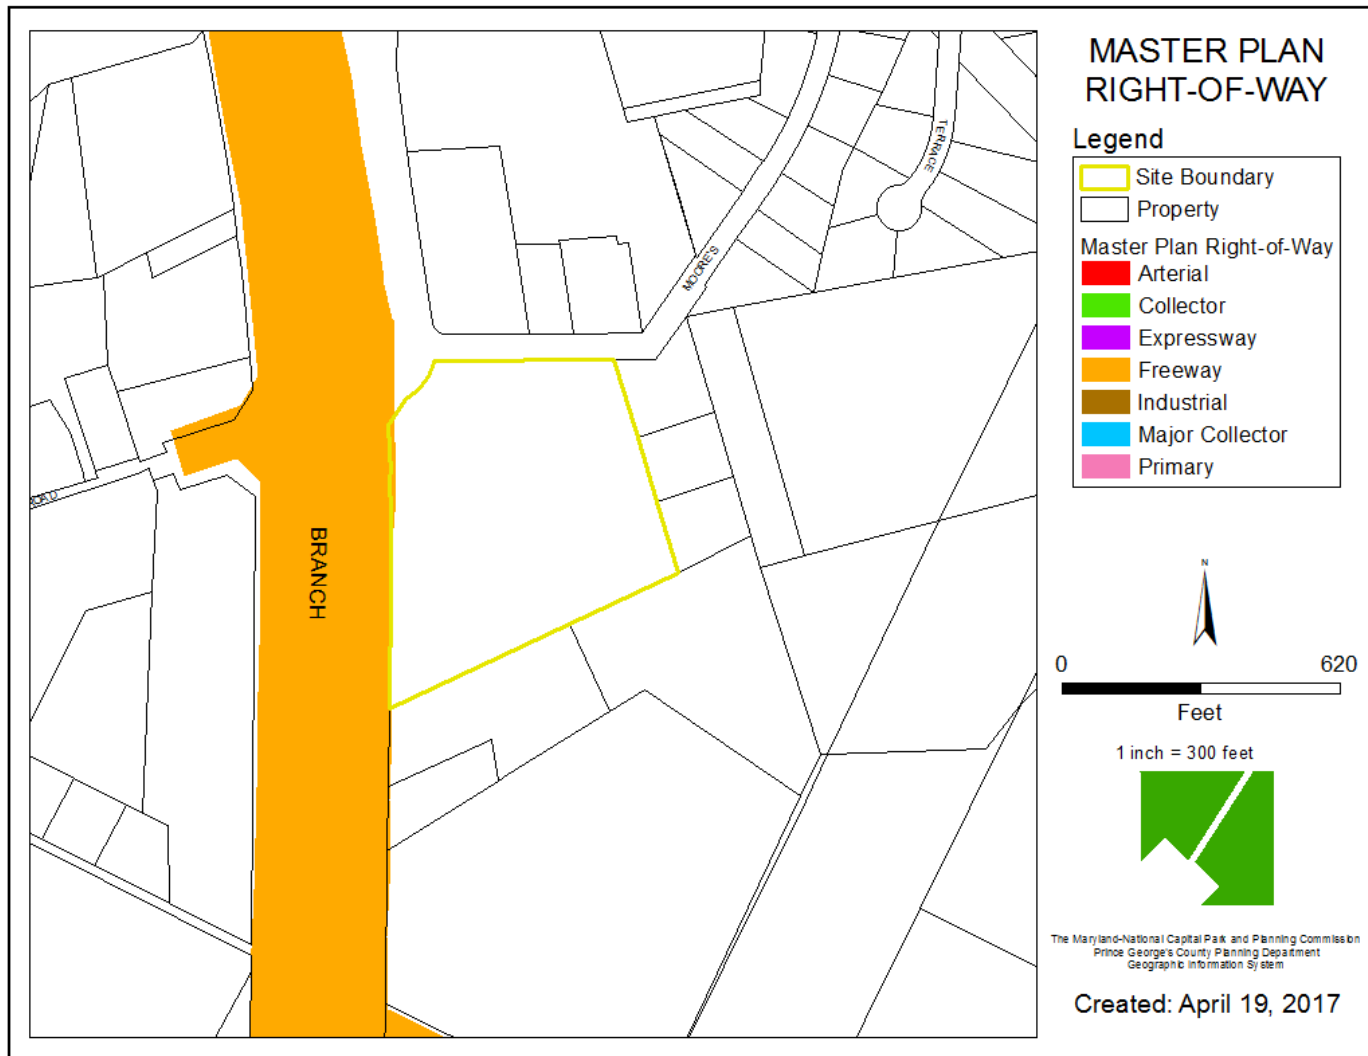 MASTER PLAN
RIGHT-OF-WAY
Legend
Site Boundary
Property
Master Plan Right-of-Way
Arterial
Collector
Expressway
Freeway
Industrial
Major Collector
Primary
TERRACE
MOORE'S
BRANCH
N
0 620
Feet
1 inch = 300 feet
The Maryland-National Capital Park and Planning Commission
Prince George's County Planning Department
Geographic Information System
Created: April 19, 2017